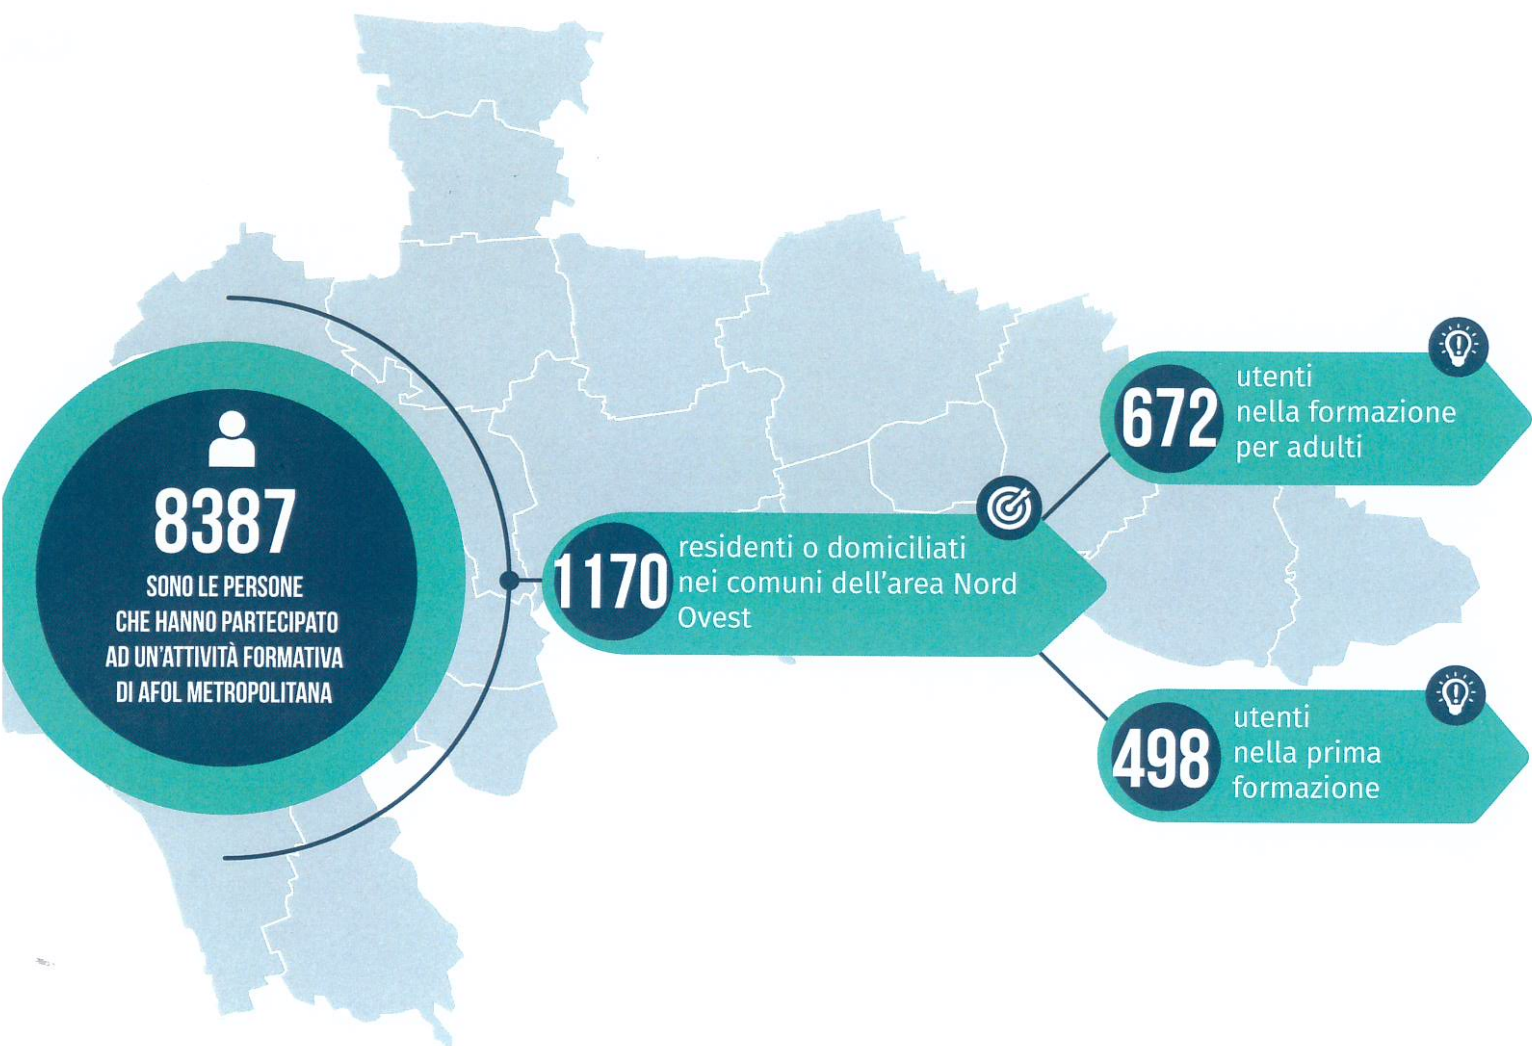 8387
SONO LE PERSONE
CHE HANNO PARTECIPATO
AD UN'ATTIVITÀ FORMATIVA
DI AFOL METROPOLITANA
1170
residenti o domiciliati
nei comuni dell'area Nord
Ovest
672
utenti
nella formazione
per adulti
498
utenti
nella prima
formazione